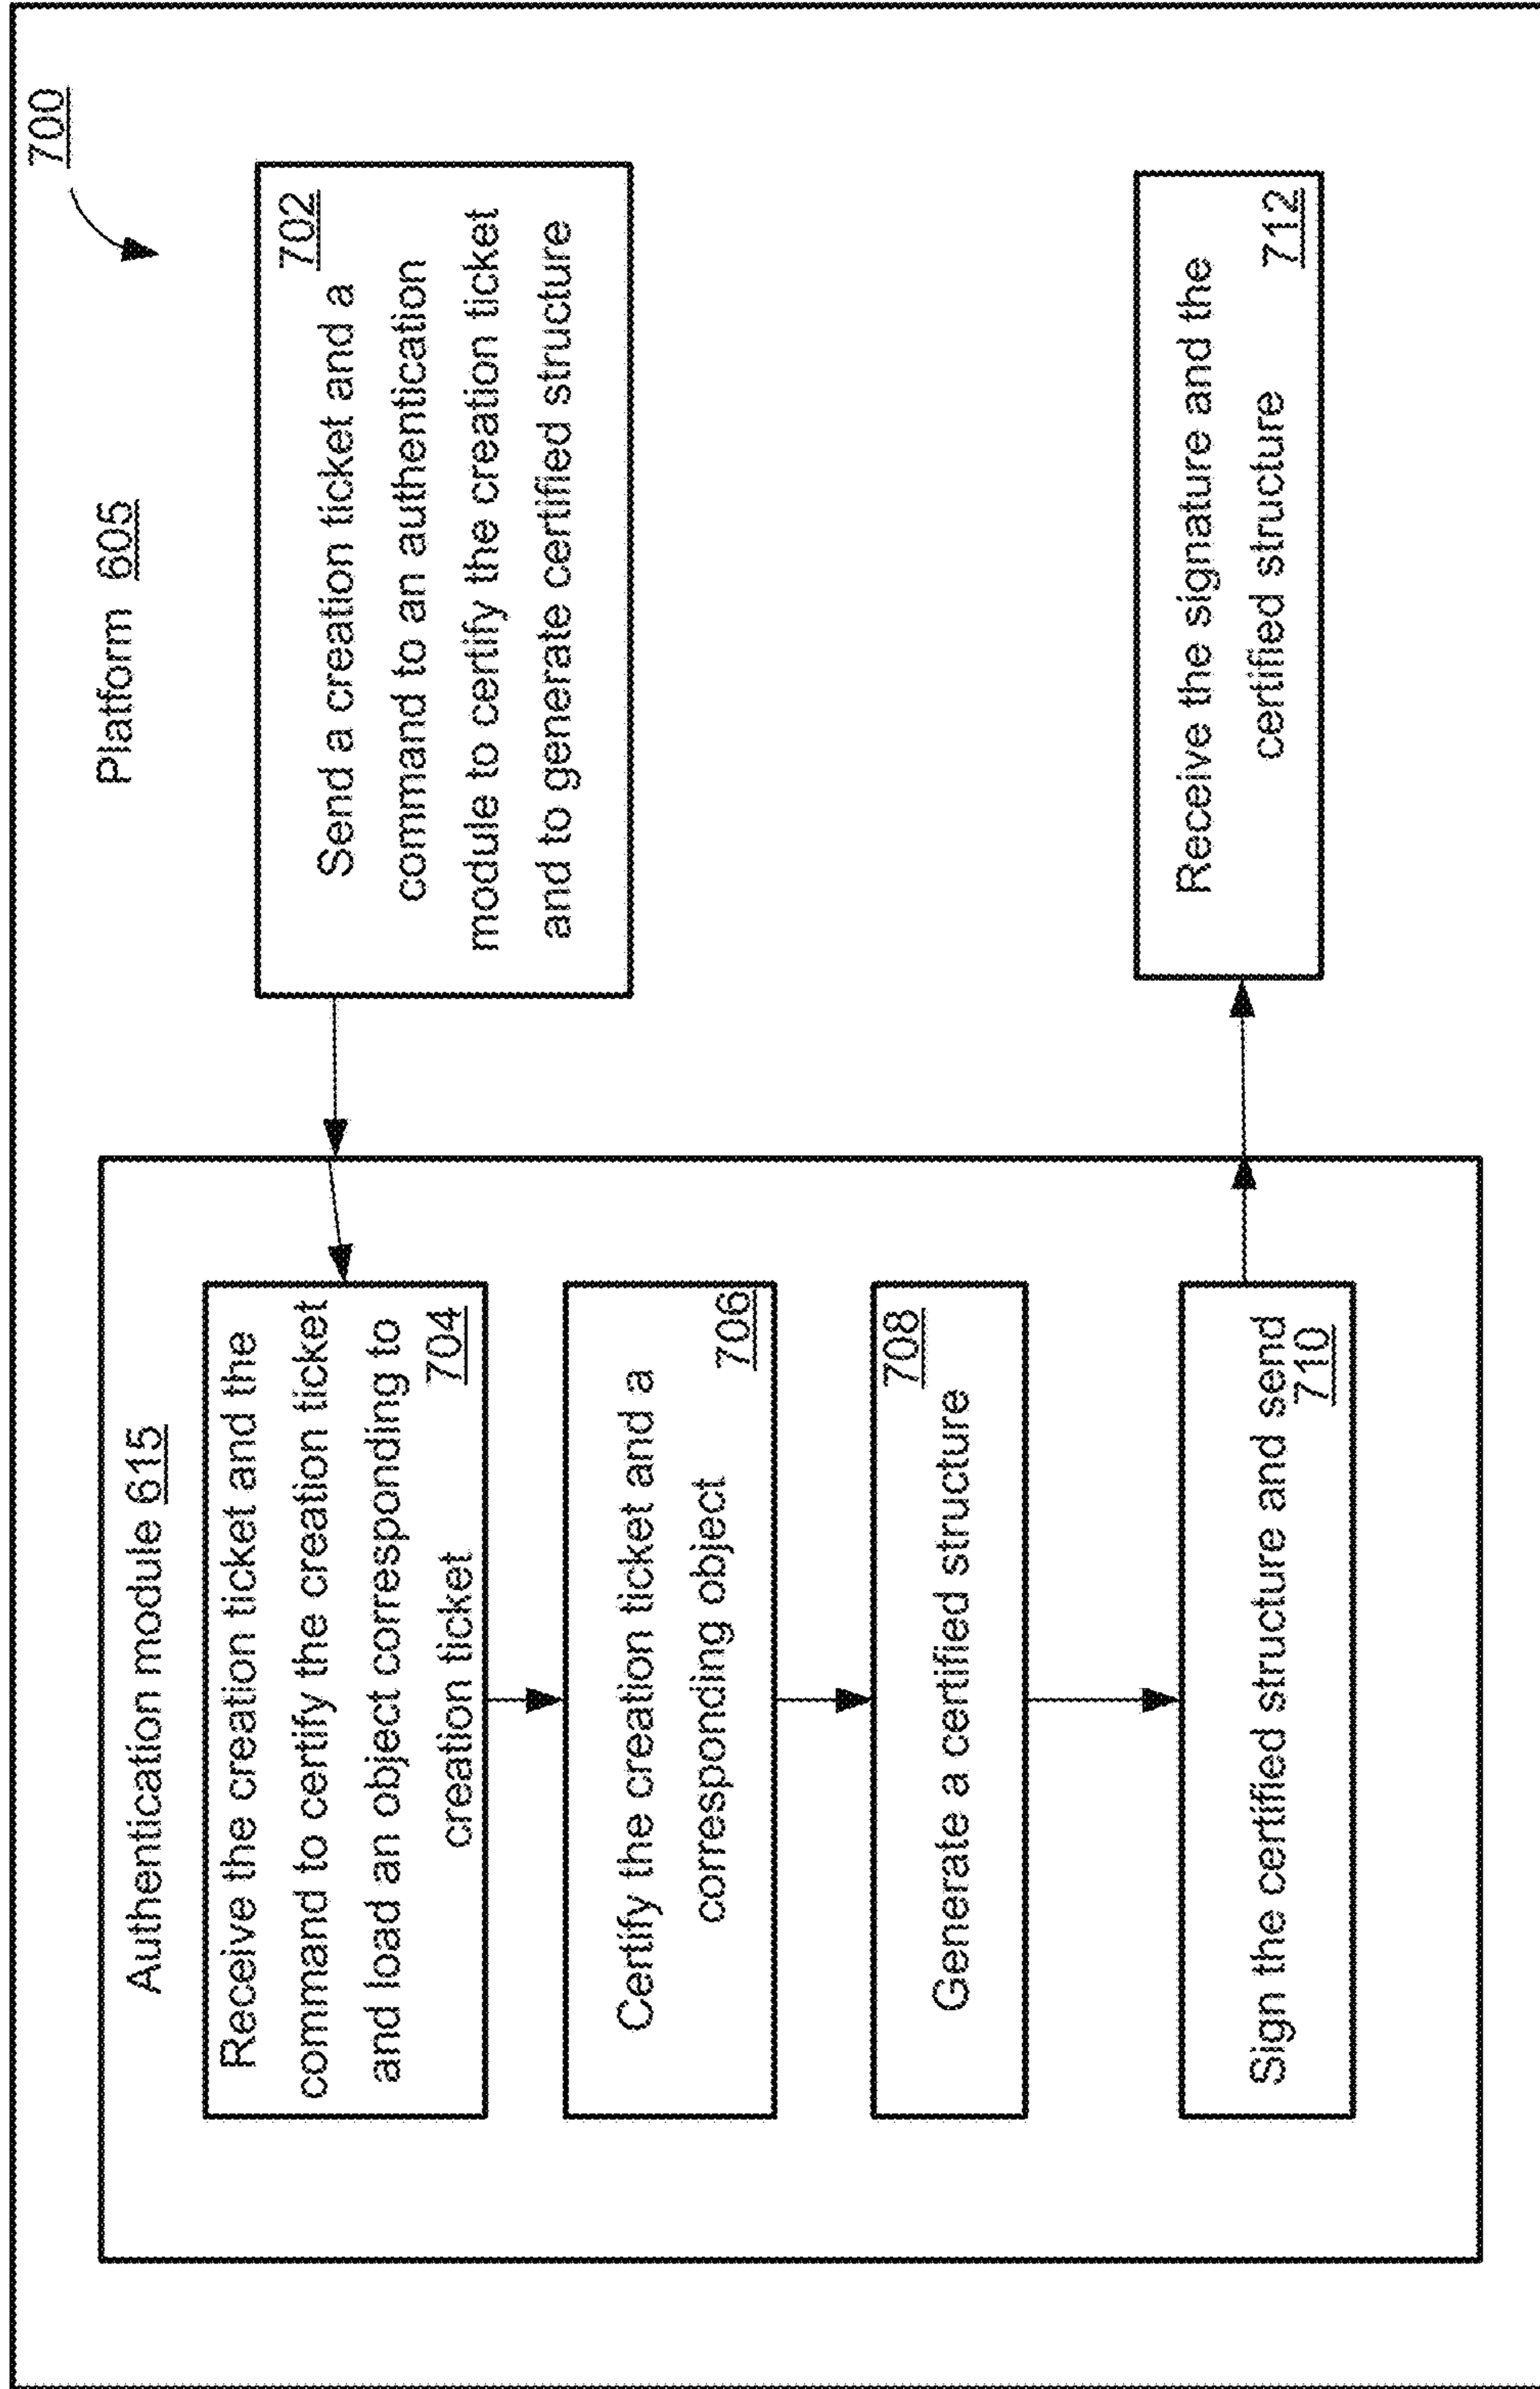 700
Platform 605
702
Send a creation ticket and a
command to an authentication
module to certify the creation ticket
and to generate certified structure
Authentication module 615
Receive the creation ticket and the
command to certify the creation ticket
and load an object corresponding to
704
creation ticket
Certify the creation ticket and a
corresponding object
706
708
Generate a certified structure
Sign the certified structure and send
710
Receive the signature and the
certified structure
712